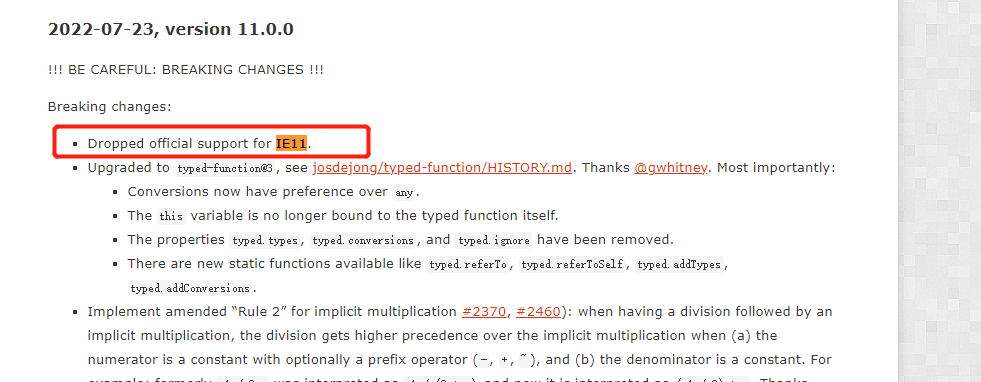 2022-07-23, version 11.0.0
!!! BE CAREFUL: BREAKING CHANGES !!!
Breaking changes:
Dropped official support for IE11.
Upgraded to typed-function@3, see josdejong/typed-function/HISTORY.md. Thanks @gwhitney. Most importantly:
Conversions now have preference over any.
The this variable is no longer bound to the typed function itself.
The properties typed.types, typed.conversions, and typed.ignore have been removed.
There are new static functions available like typed.referTo, typed.referToSelf, typed.addTypes,
typed.addConversions.
Implement amended “Rule 2” for implicit multiplication #2370, #2460): when having a division followed by an
implicit multiplication, the division gets higher precedence over the implicit multiplication when (a) the
numerator is a constant with optionally a prefix operator (-, +, ~), and (b) the denominator is a constant. For